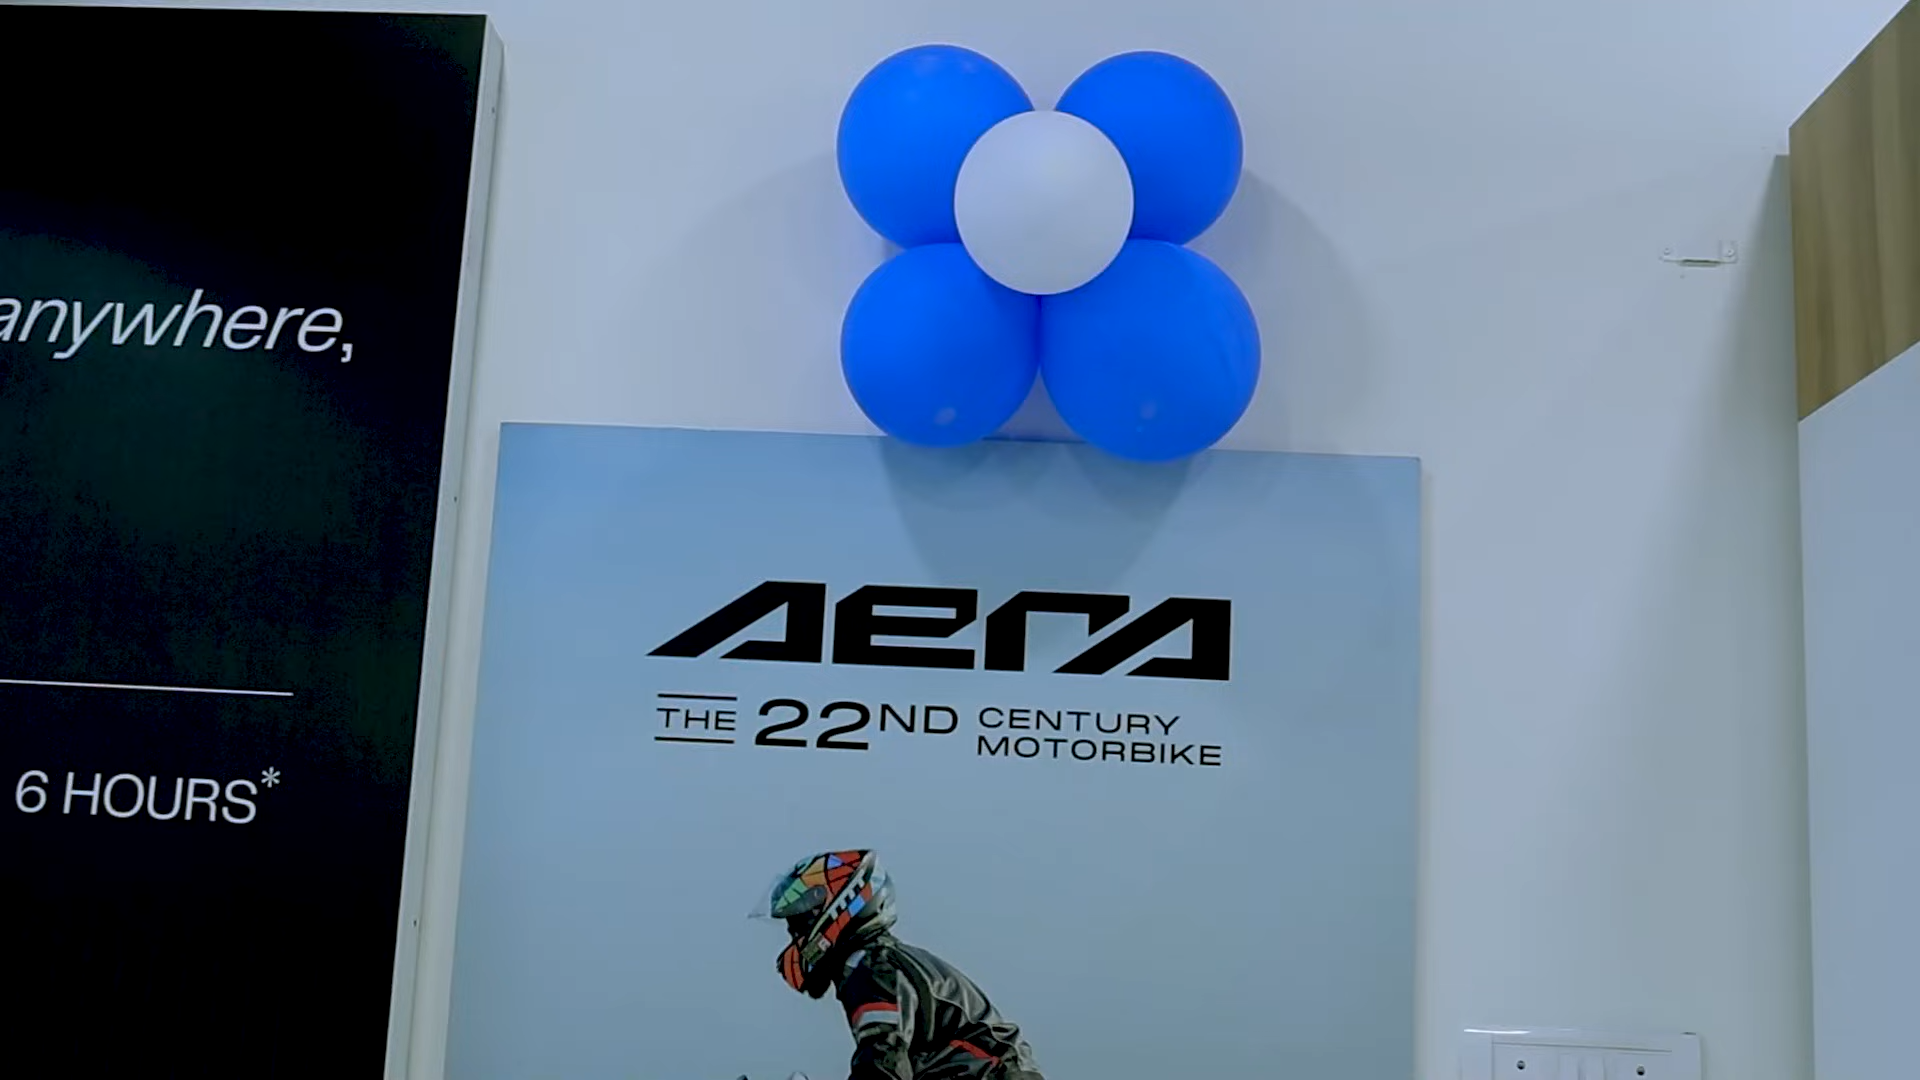 anywhere,
6 HOURS*
AERA
THE 22ND CENTURY
MOTORBIKE